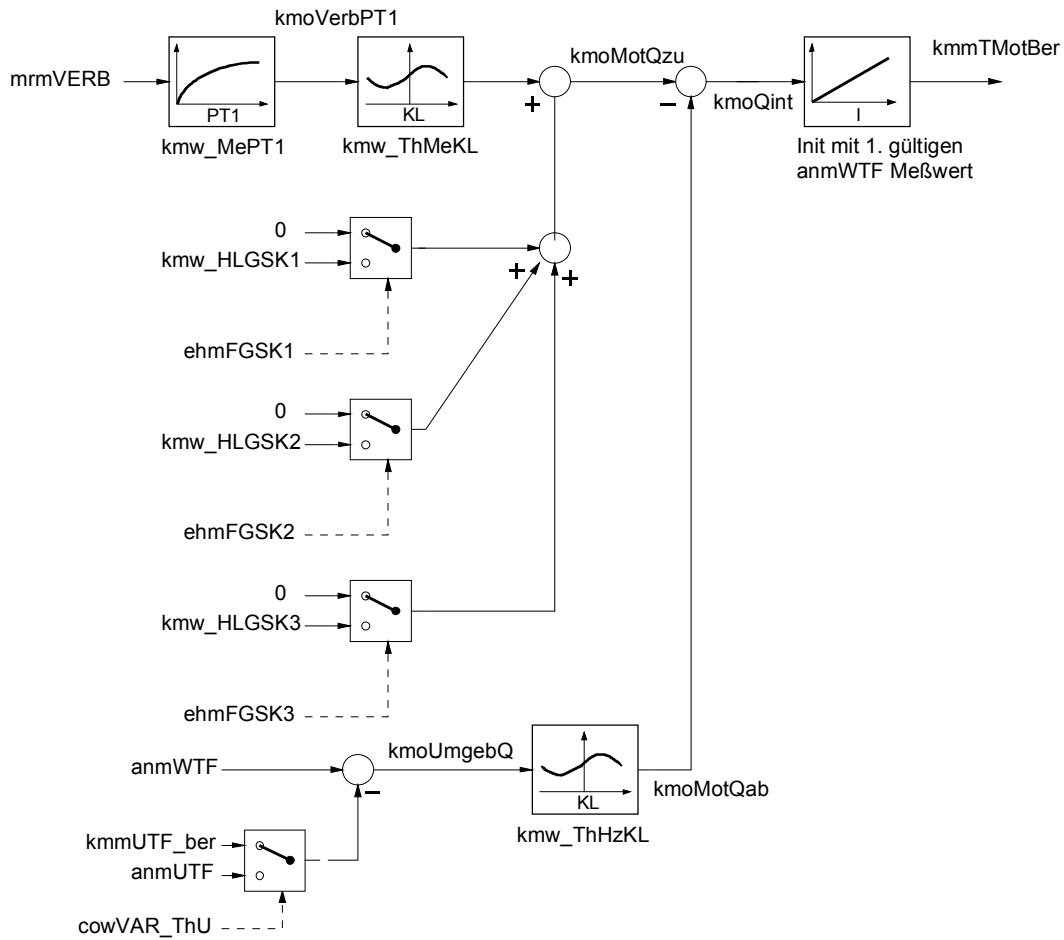 kmoVerbPT1
mrmVERB
PT1
kmw_MePT1
KL
kmw_ThMeKL
+
kmoMotQzu
−
kmoQint
I
kmmTMotBer
Init mit 1. gültigen
anmWTF Meßwert
0
kmw_HLGSK1
+
+
ehmFGSK1
0
kmw_HLGSK2
ehmFGSK2
0
kmw_HLGSK3
ehmFGSK3
anmWTF
−
kmoUmgebQ
KL
kmw_ThHzKL
kmoMotQab
kmmUTF_ber
anmUTF
cowVAR_ThU